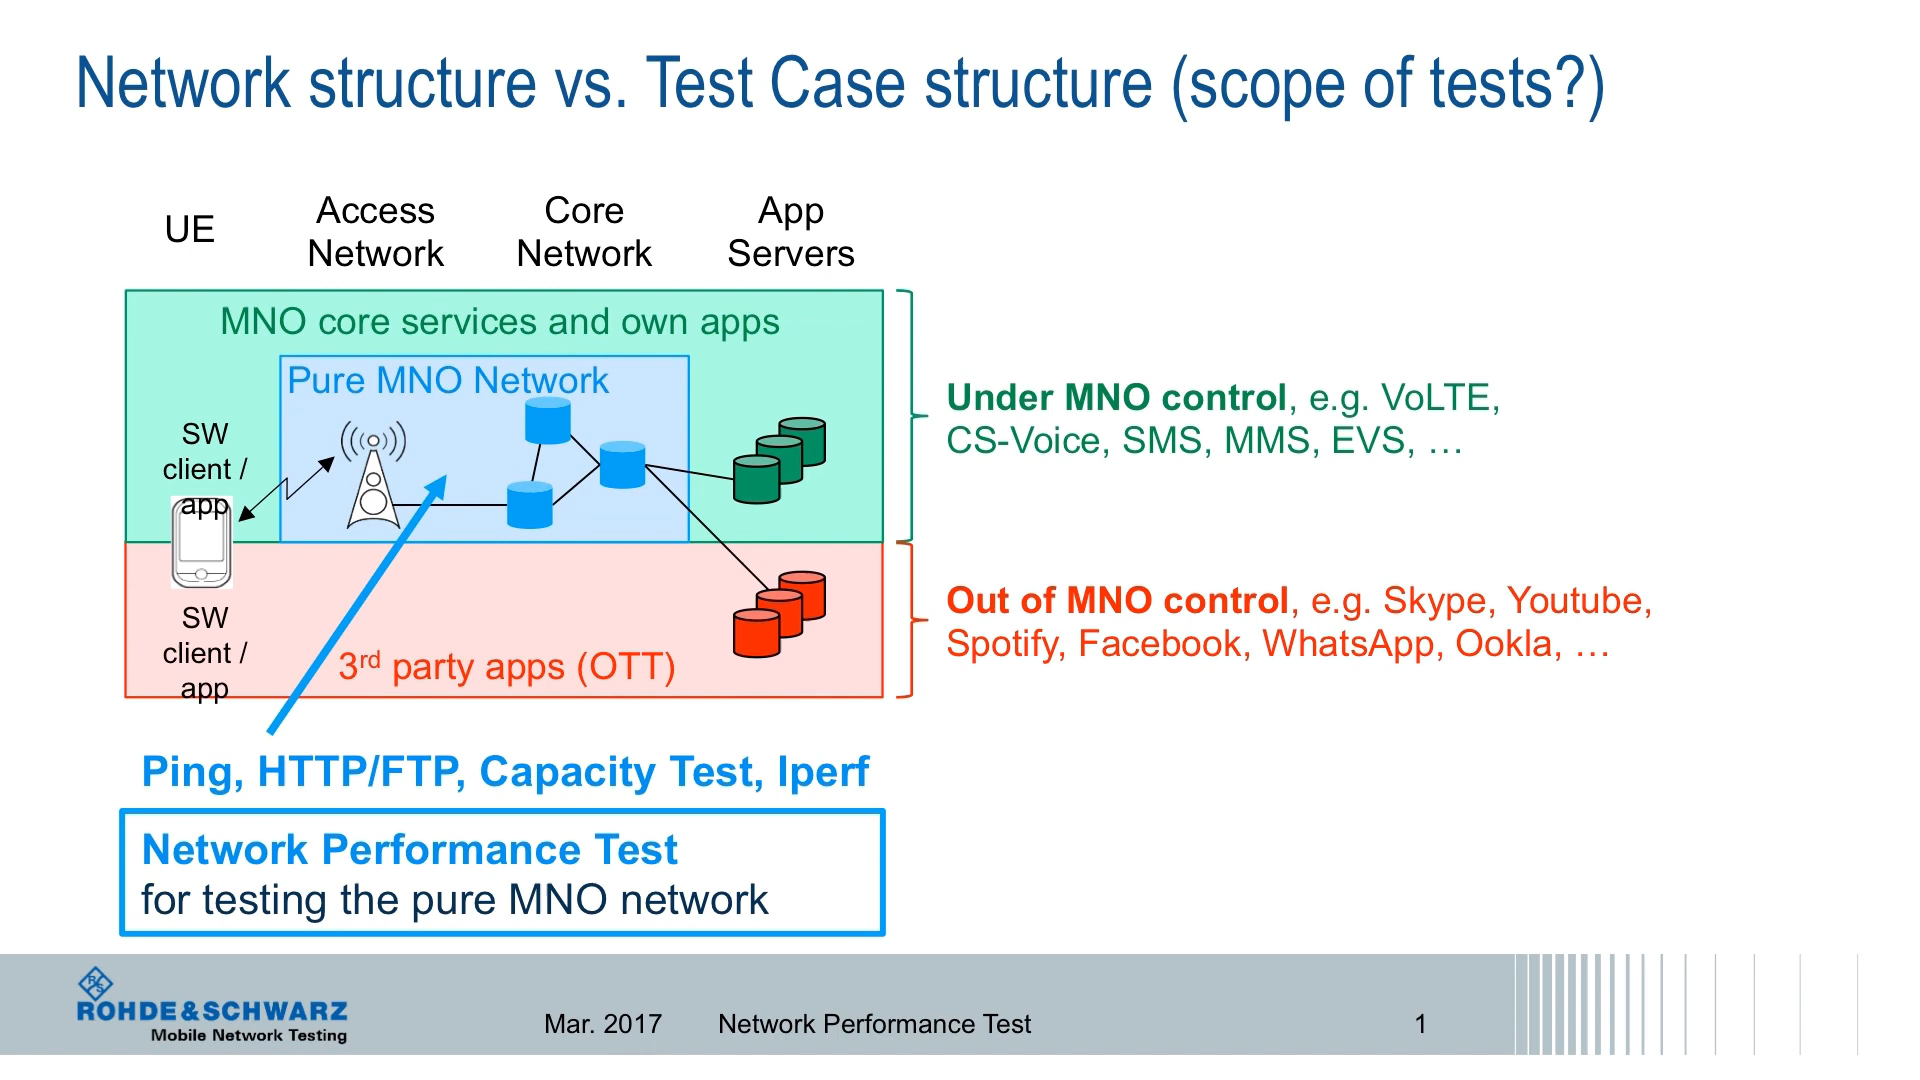 Network structure vs. Test Case structure (scope of tests?)
UE
Access
Network
Core
Network
App
Servers
MNO core services and own apps
Pure MNO Network
SW
client /
app
Under MNO control, e.g. VoLTE,
CS-Voice, SMS, MMS, EVS, …
Out of MNO control, e.g. Skype, Youtube,
Spotify, Facebook, WhatsApp, Ookla, …
SW
client /
app
3rd party apps (OTT)
Ping, HTTP/FTP, Capacity Test, Iperf
Network Performance Test
for testing the pure MNO network
R&S
ROHDE&SCHWARZ
Mobile Network Testing
Mar. 2017
Network Performance Test
1